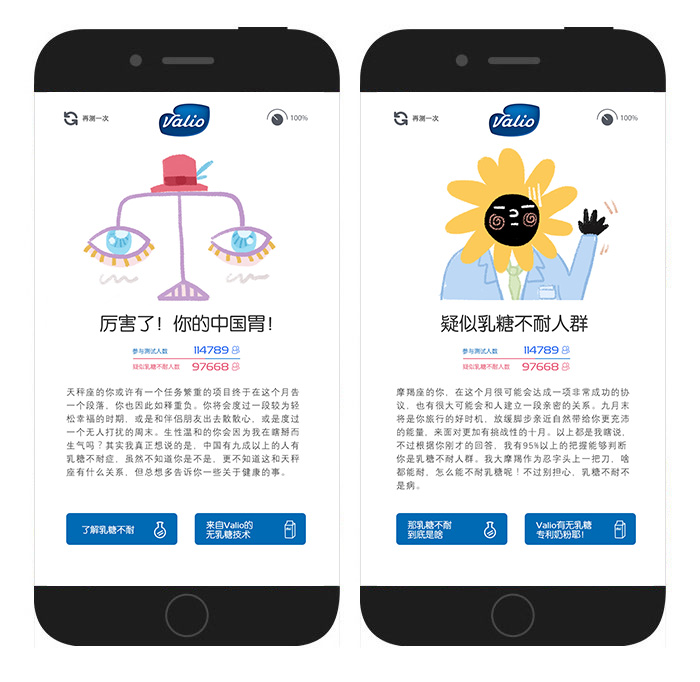 再测一次
Valio
100%
厉害了！你的中国胃！
参与测试人数 114789
疑似乳糖不耐人数 97668
天秤座的你或许有一个任务繁重的项目终于在这个月告
一个段落，你也因此如释重负。你将会度过一段较为轻
松幸福的时期，或是和伴侣朋友出去散散心，或是度过
一个无人打扰的周末。生性温和的你会因为我在瞎掰而
生气吗？其实我真正想说的是，中国有九成以上的人有
乳糖不耐症，虽然不知道你是不是，更不知道这和天秤
座有什么关系，但总想多告诉你一些关于健康的事。
了解乳糖不耐
来自Valio的
无乳糖技术
再测一次
Valio
100%
疑似乳糖不耐人群
参与测试人数 114789
疑似乳糖不耐人数 97668
摩羯座的你，在这个月很可能会达成一项非常成功的协
议，也有很大可能会和人建立一段亲密的关系。九月末
将是你旅行的好时机，放缓脚步亲近自然带给你更充沛
的能量，来面对更加有挑战性的十月。以上都是我瞎说，
不过根据你刚才的回答，我有95%以上的把握能够判断
你是乳糖不耐人群。我大摩羯作为忍字头上一把刀，啥
都能耐，怎么能不耐乳糖呢！不过别担心，乳糖不耐不
是病。
那乳糖不耐
到底是啥
Valio有无乳糖
专利奶粉耶!